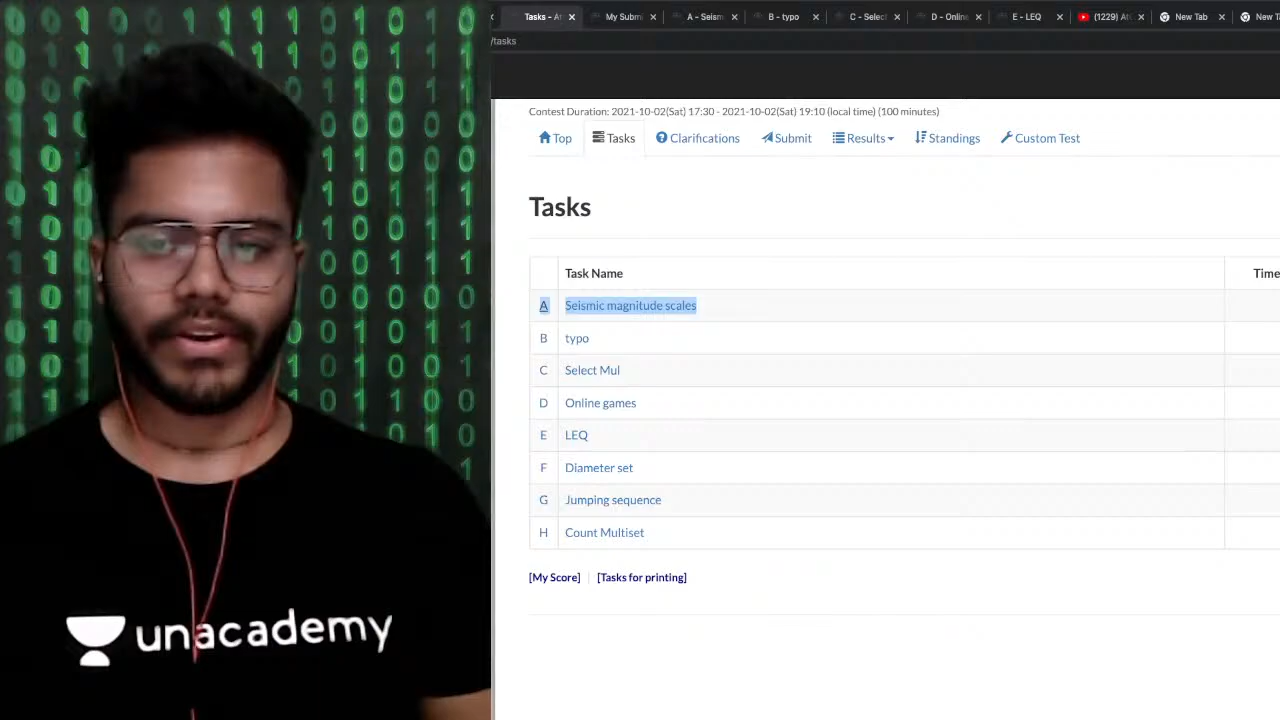 Tasks - At
My Submi
A - Seism
B - typo
C - Select
D - Online
E - LEQ
(1229) At
New Tab
New T
/tasks
Contest Duration: 2021-10-02(Sat) 17:30 - 2021-10-02(Sat) 19:10 (local time) (100 minutes)
Top
Tasks
Clarifications
Submit
Results
Standings
Custom Test
Tasks
Task Name
Time
A Seismic magnitude scales
B typo
C Select Mul
D Online games
E LEQ
F Diameter set
G Jumping sequence
H Count Multiset
[My Score] [Tasks for printing]
unacademy